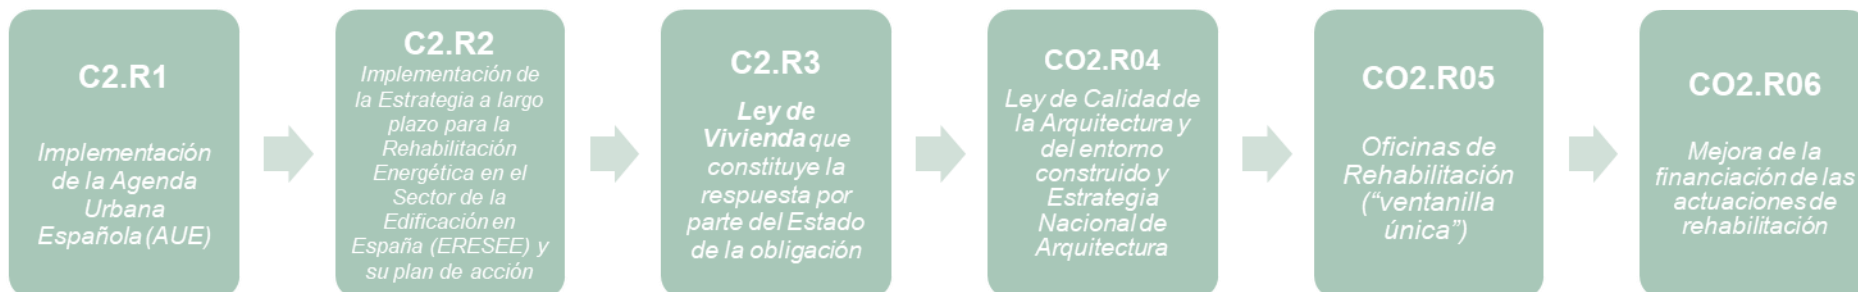 C2.R1
Implementación
de la Agenda
Urbana
Española (AUE)
C2.R2
Implementación de
la Estrategia a largo
plazo para la
Rehabilitación
Energética en el
Sector de la
Edificación en
España (ERESEE) y
su plan de acción
C2.R3
Ley de
Vivienda que
constituye la
respuesta por
parte del Estado
de la obligación
CO2.R04
Ley de Calidad de
la Arquitectura y
del entorno
construido y
Estrategia
Nacional de
Arquitectura
CO2.R05
Oficinas de
Rehabilitación
(“ventanilla
única”)
CO2.R06
Mejora de la
financiación de las
actuaciones de
rehabilitación